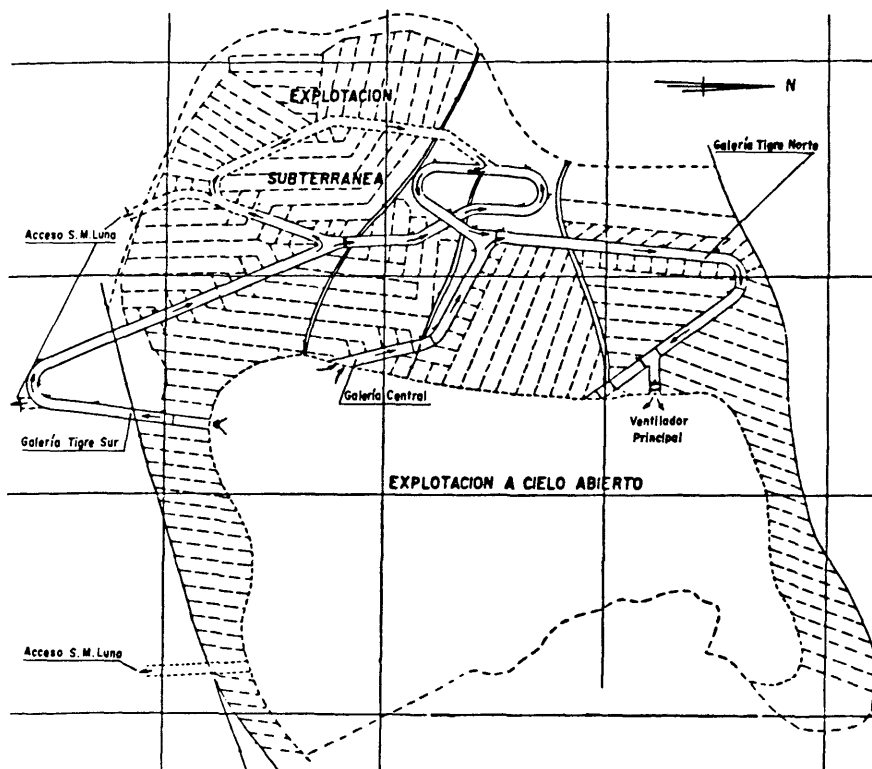 EXPLOTACION
N
Galería Tigre Norte
SUBTERRANEA
Acceso S.M. Luna
Galería Central
Ventilador
Principal
Galería Tigre Sur
EXPLOTACION A CIELO ABIERTO
Acceso S.M. Luna